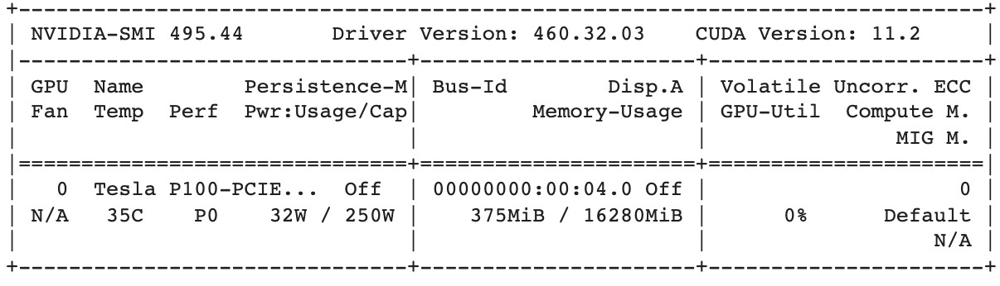 +-----------------------------------------------------------------------------+
| NVIDIA-SMI 495.44       Driver Version: 460.32.03    CUDA Version: 11.2     |
|-------------------------------+----------------------+----------------------+
| GPU  Name        Persistence-M| Bus-Id        Disp.A | Volatile Uncorr. ECC |
| Fan  Temp  Perf  Pwr:Usage/Cap|         Memory-Usage | GPU-Util  Compute M. |
|                               |                      |               MIG M. |
|===============================+======================+======================|
|   0  Tesla P100-PCIE...  Off  | 00000000:00:04.0 Off |                    0 |
| N/A   35C    P0    32W / 250W |    375MiB / 16280MiB |      0%      Default |
|                               |                      |                  N/A |
+-------------------------------+----------------------+----------------------+